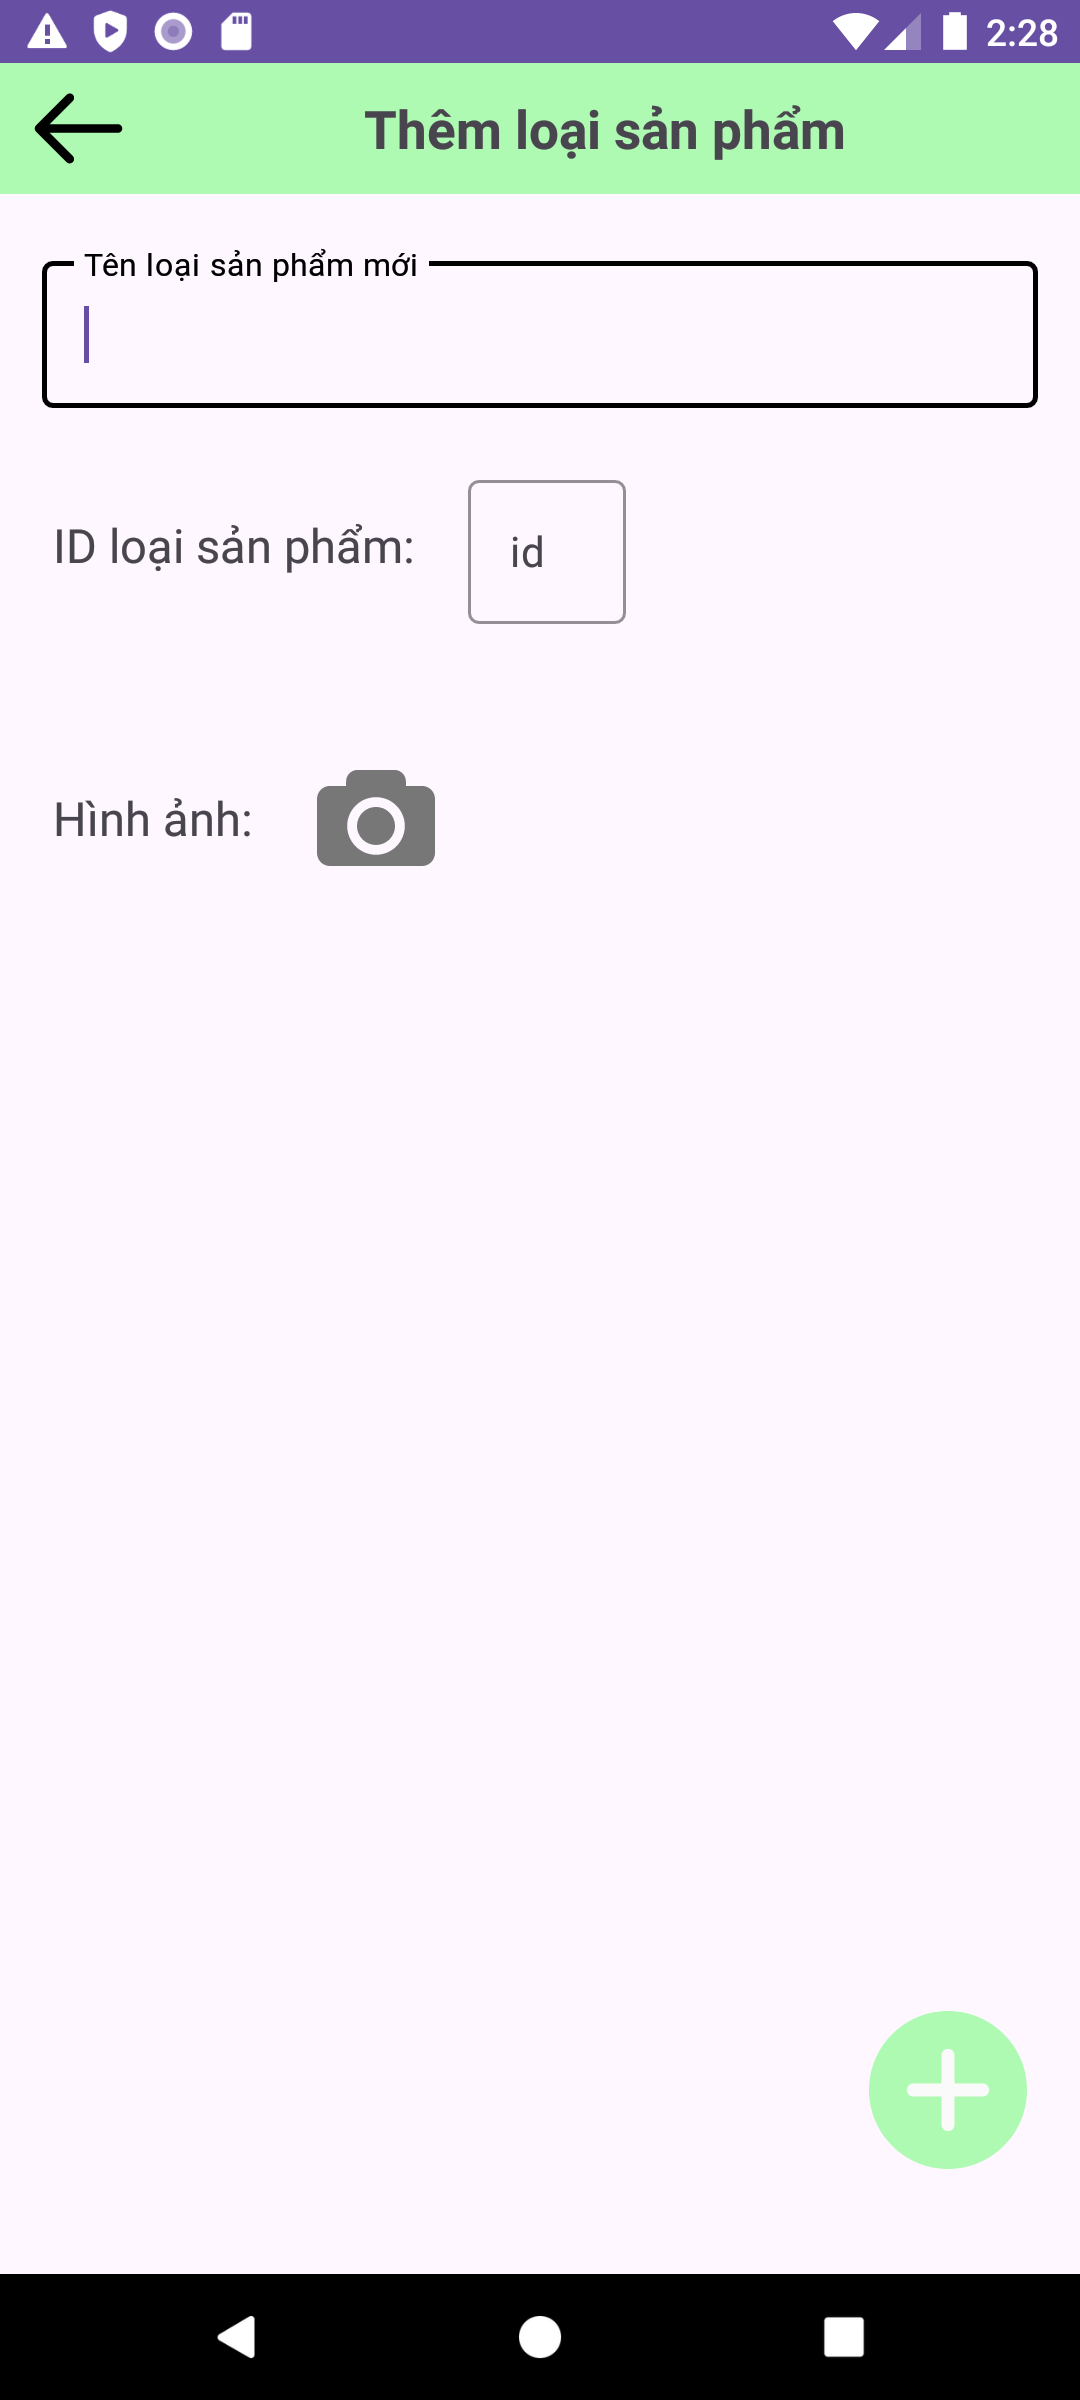 2:28
Thêm loại sản phẩm
Tên loại sản phẩm mới
ID loại sản phẩm:
id
Hình ảnh: